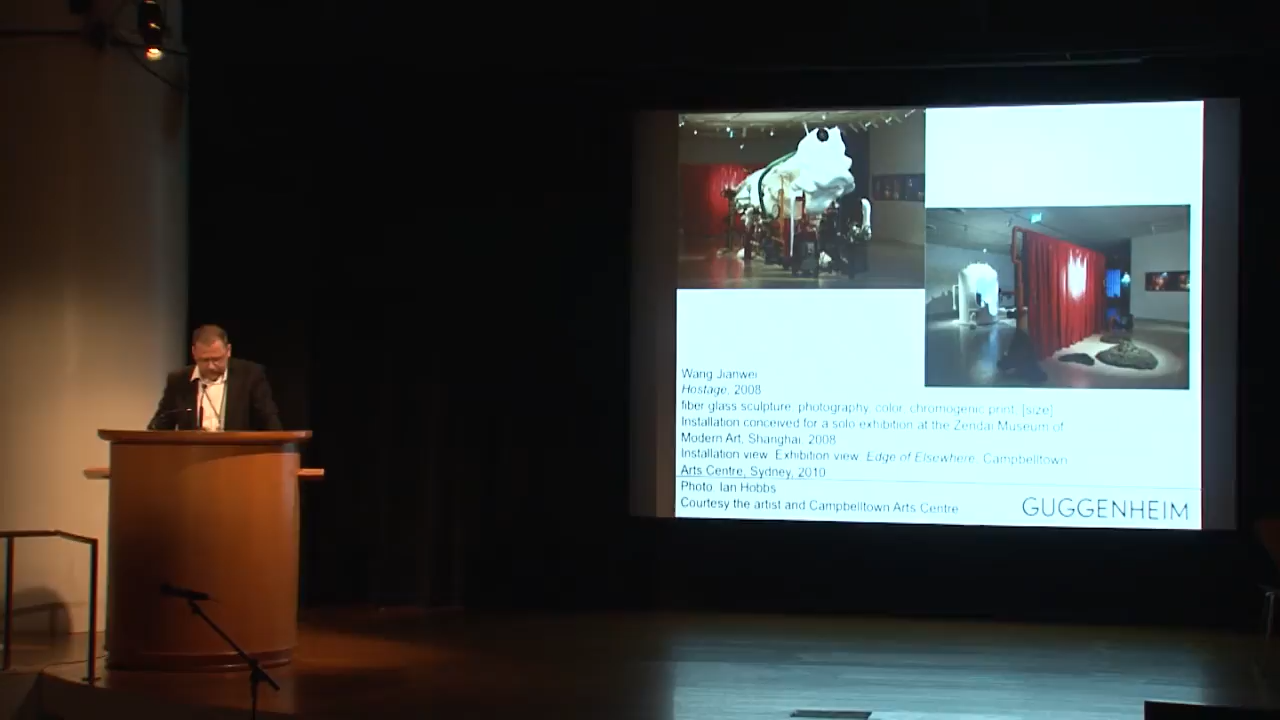 Wang Jianwei
Hostage, 2008
fiber glass sculpture, photography, color, chromogenic print, [size]
Installation conceived for a solo exhibition at the Zendai Museum of
Modern Art, Shanghai, 2008
Installation view: Exhibition view: Edge of Elsewhere, Campbelltown
Arts Centre, Sydney, 2010
Photo: Ian Hobbs
Courtesy the artist and Campbelltown Arts Centre
GUGGENHEIM